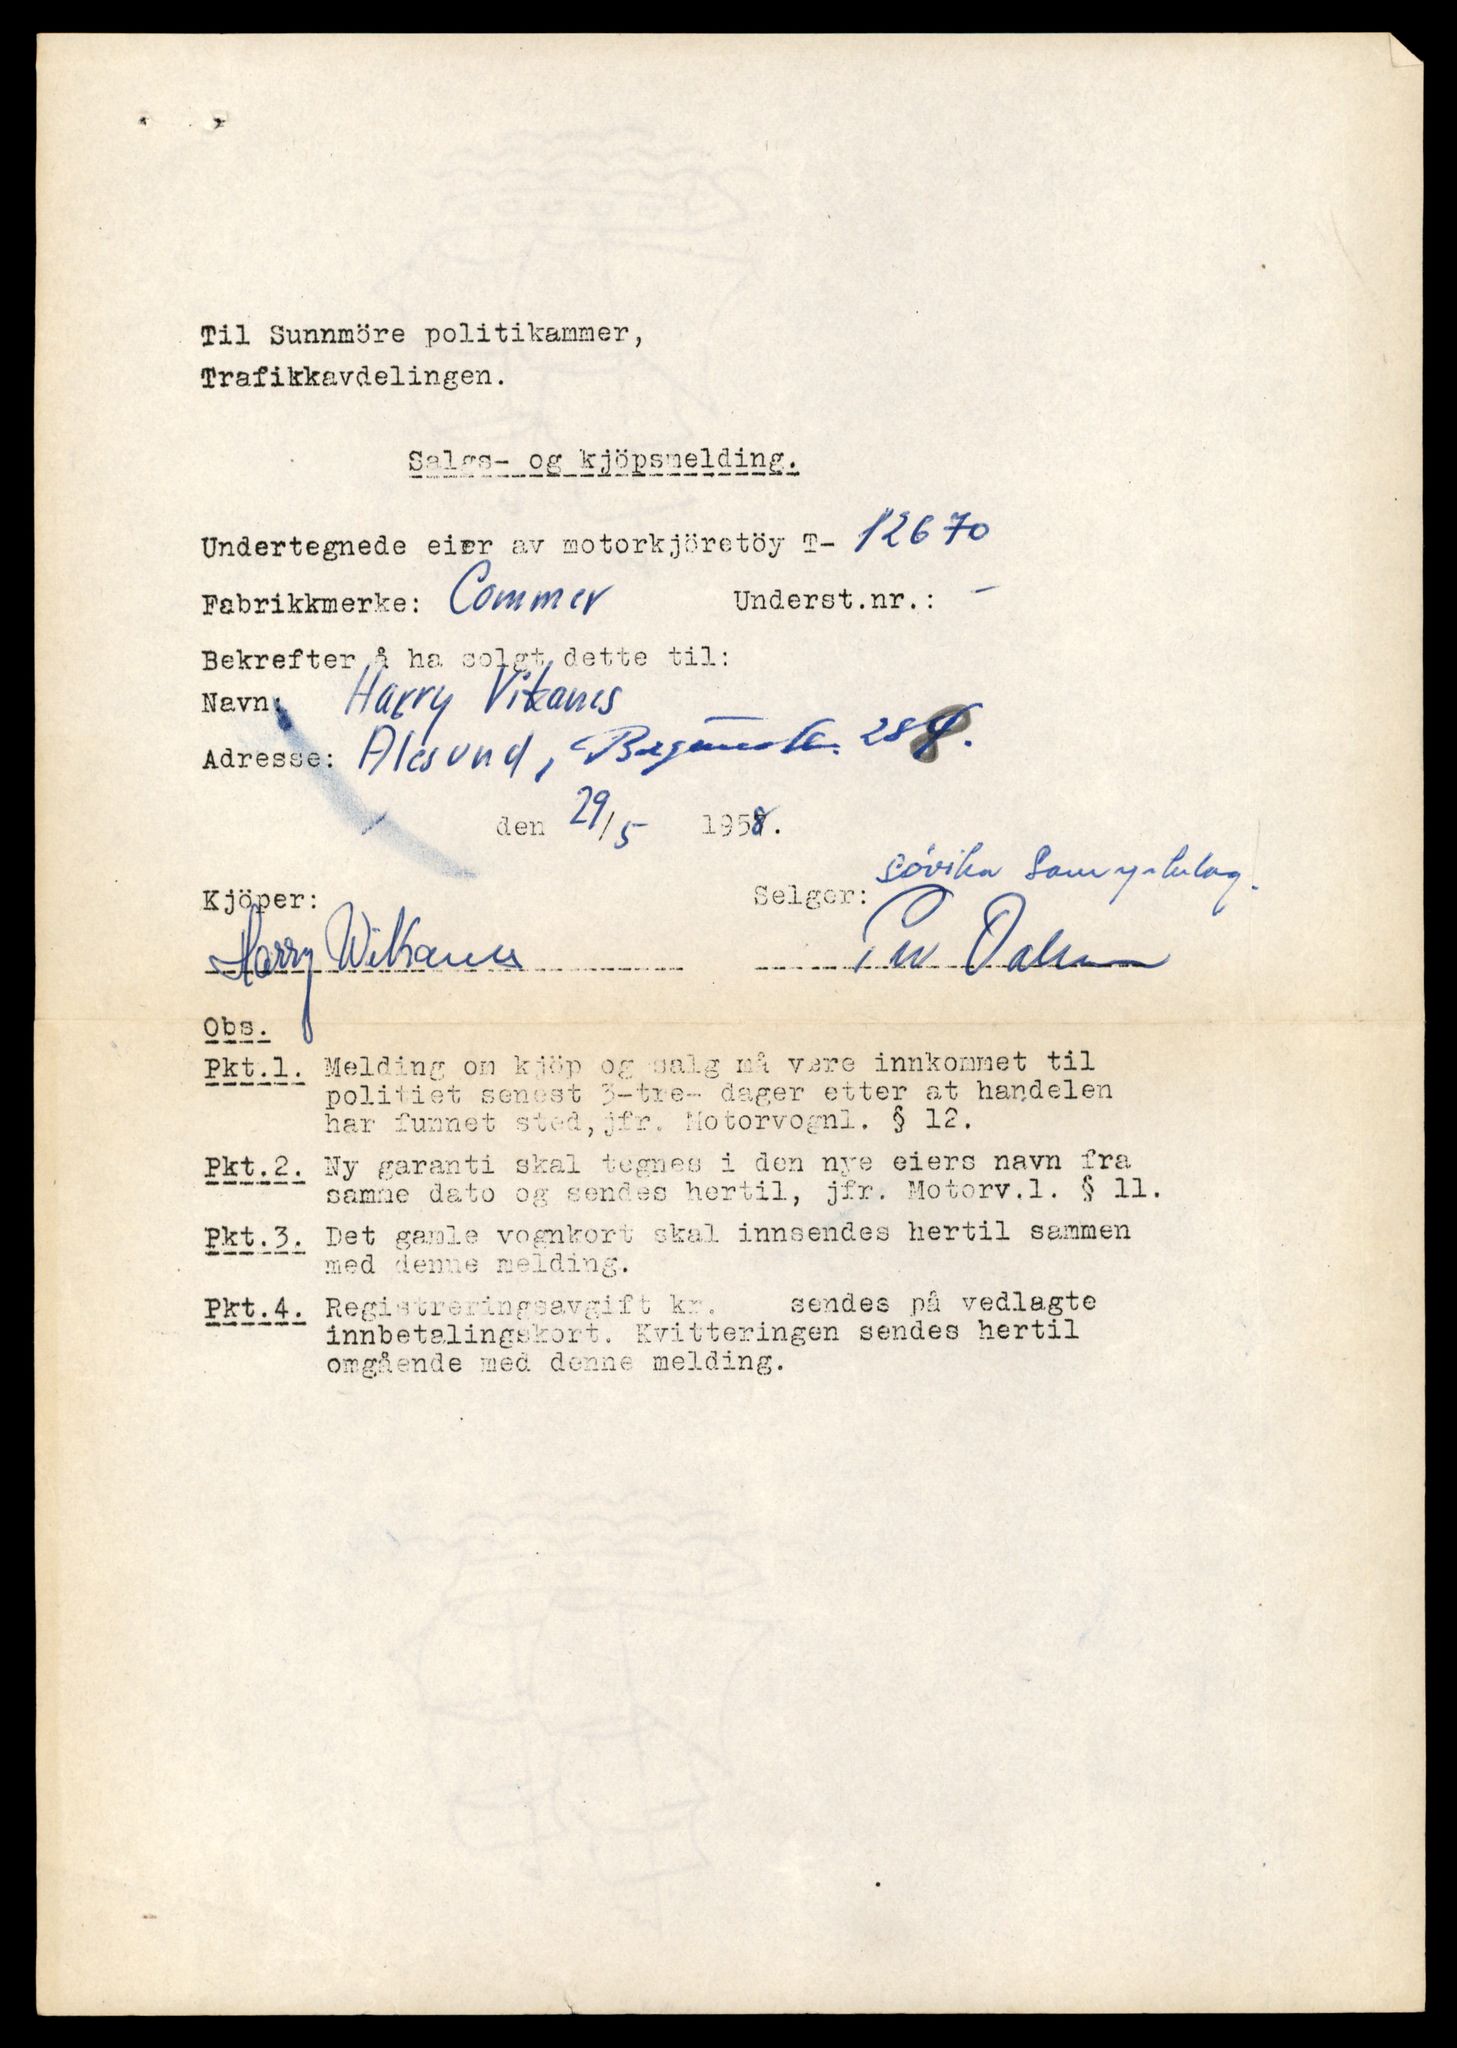 Til Sunnmöre politikammer,
Trafikkavdelingen.
Salgs- og kjöpsmelding.
Undertegnede eier av motorkjöretöy T- 12670
Fabrikkmerke: Commer Underst.nr.: -
Bekrefter å ha solgt dette til:
Navn: Harry Vikanes
Adresse: Alesund, 28
den 29/5 1958.
Sövika
Kjöper: Selger:
Harry Wikanes Per
Obs.
Pkt.1. Melding om kjöp og salg må være innkommet til
politiet senest 3-tre- dager etter at handelen
har funnet sted, jfr. Motorvognl. § 12.
Pkt.2. Ny garanti skal tegnes i den nye eiers navn fra
samme dato og sendes hertil, jfr. Motorv.l. § 11.
Pkt.3. Det gamle vognkort skal innsendes hertil sammen
med denne melding.
Pkt.4. Registreringsavgift kr. sendes på vedlagte
innbetalingskort. Kvitteringen sendes hertil
omgående med denne melding.